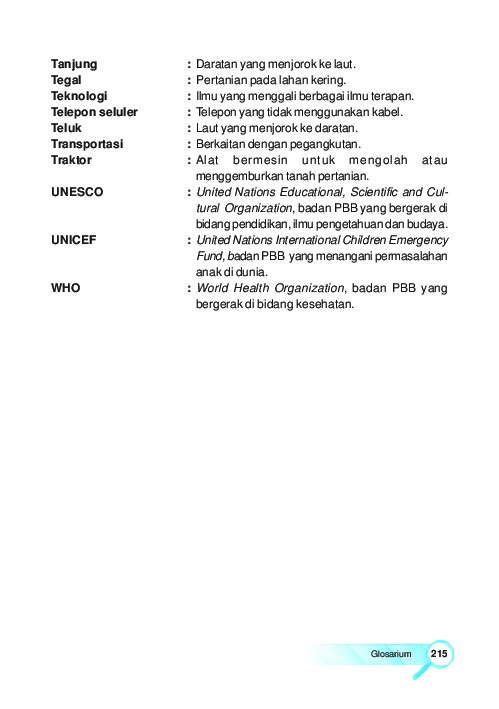 Tanjung : Daratan yang menjorok ke laut.
Tegal : Pertanian pada lahan kering.
Teknologi : Ilmu yang menggali berbagai ilmu terapan.
Telepon seluler : Telepon yang tidak menggunakan kabel.
Teluk : Laut yang menjorok ke daratan.
Transportasi : Berkaitan dengan pegangkutan.
Traktor : Alat bermesin untuk mengolah atau
menggemburkan tanah pertanian.
UNESCO : United Nations Educational, Scientific and Cul-
tural Organization, badan PBB yang bergerak di
bidang pendidikan, ilmu pengetahuan dan budaya.
UNICEF : United Nations International Children Emergency
Fund, badan PBB yang menangani permasalahan
anak di dunia.
WHO : World Health Organization, badan PBB yang
bergerak di bidang kesehatan.
Glosarium 215